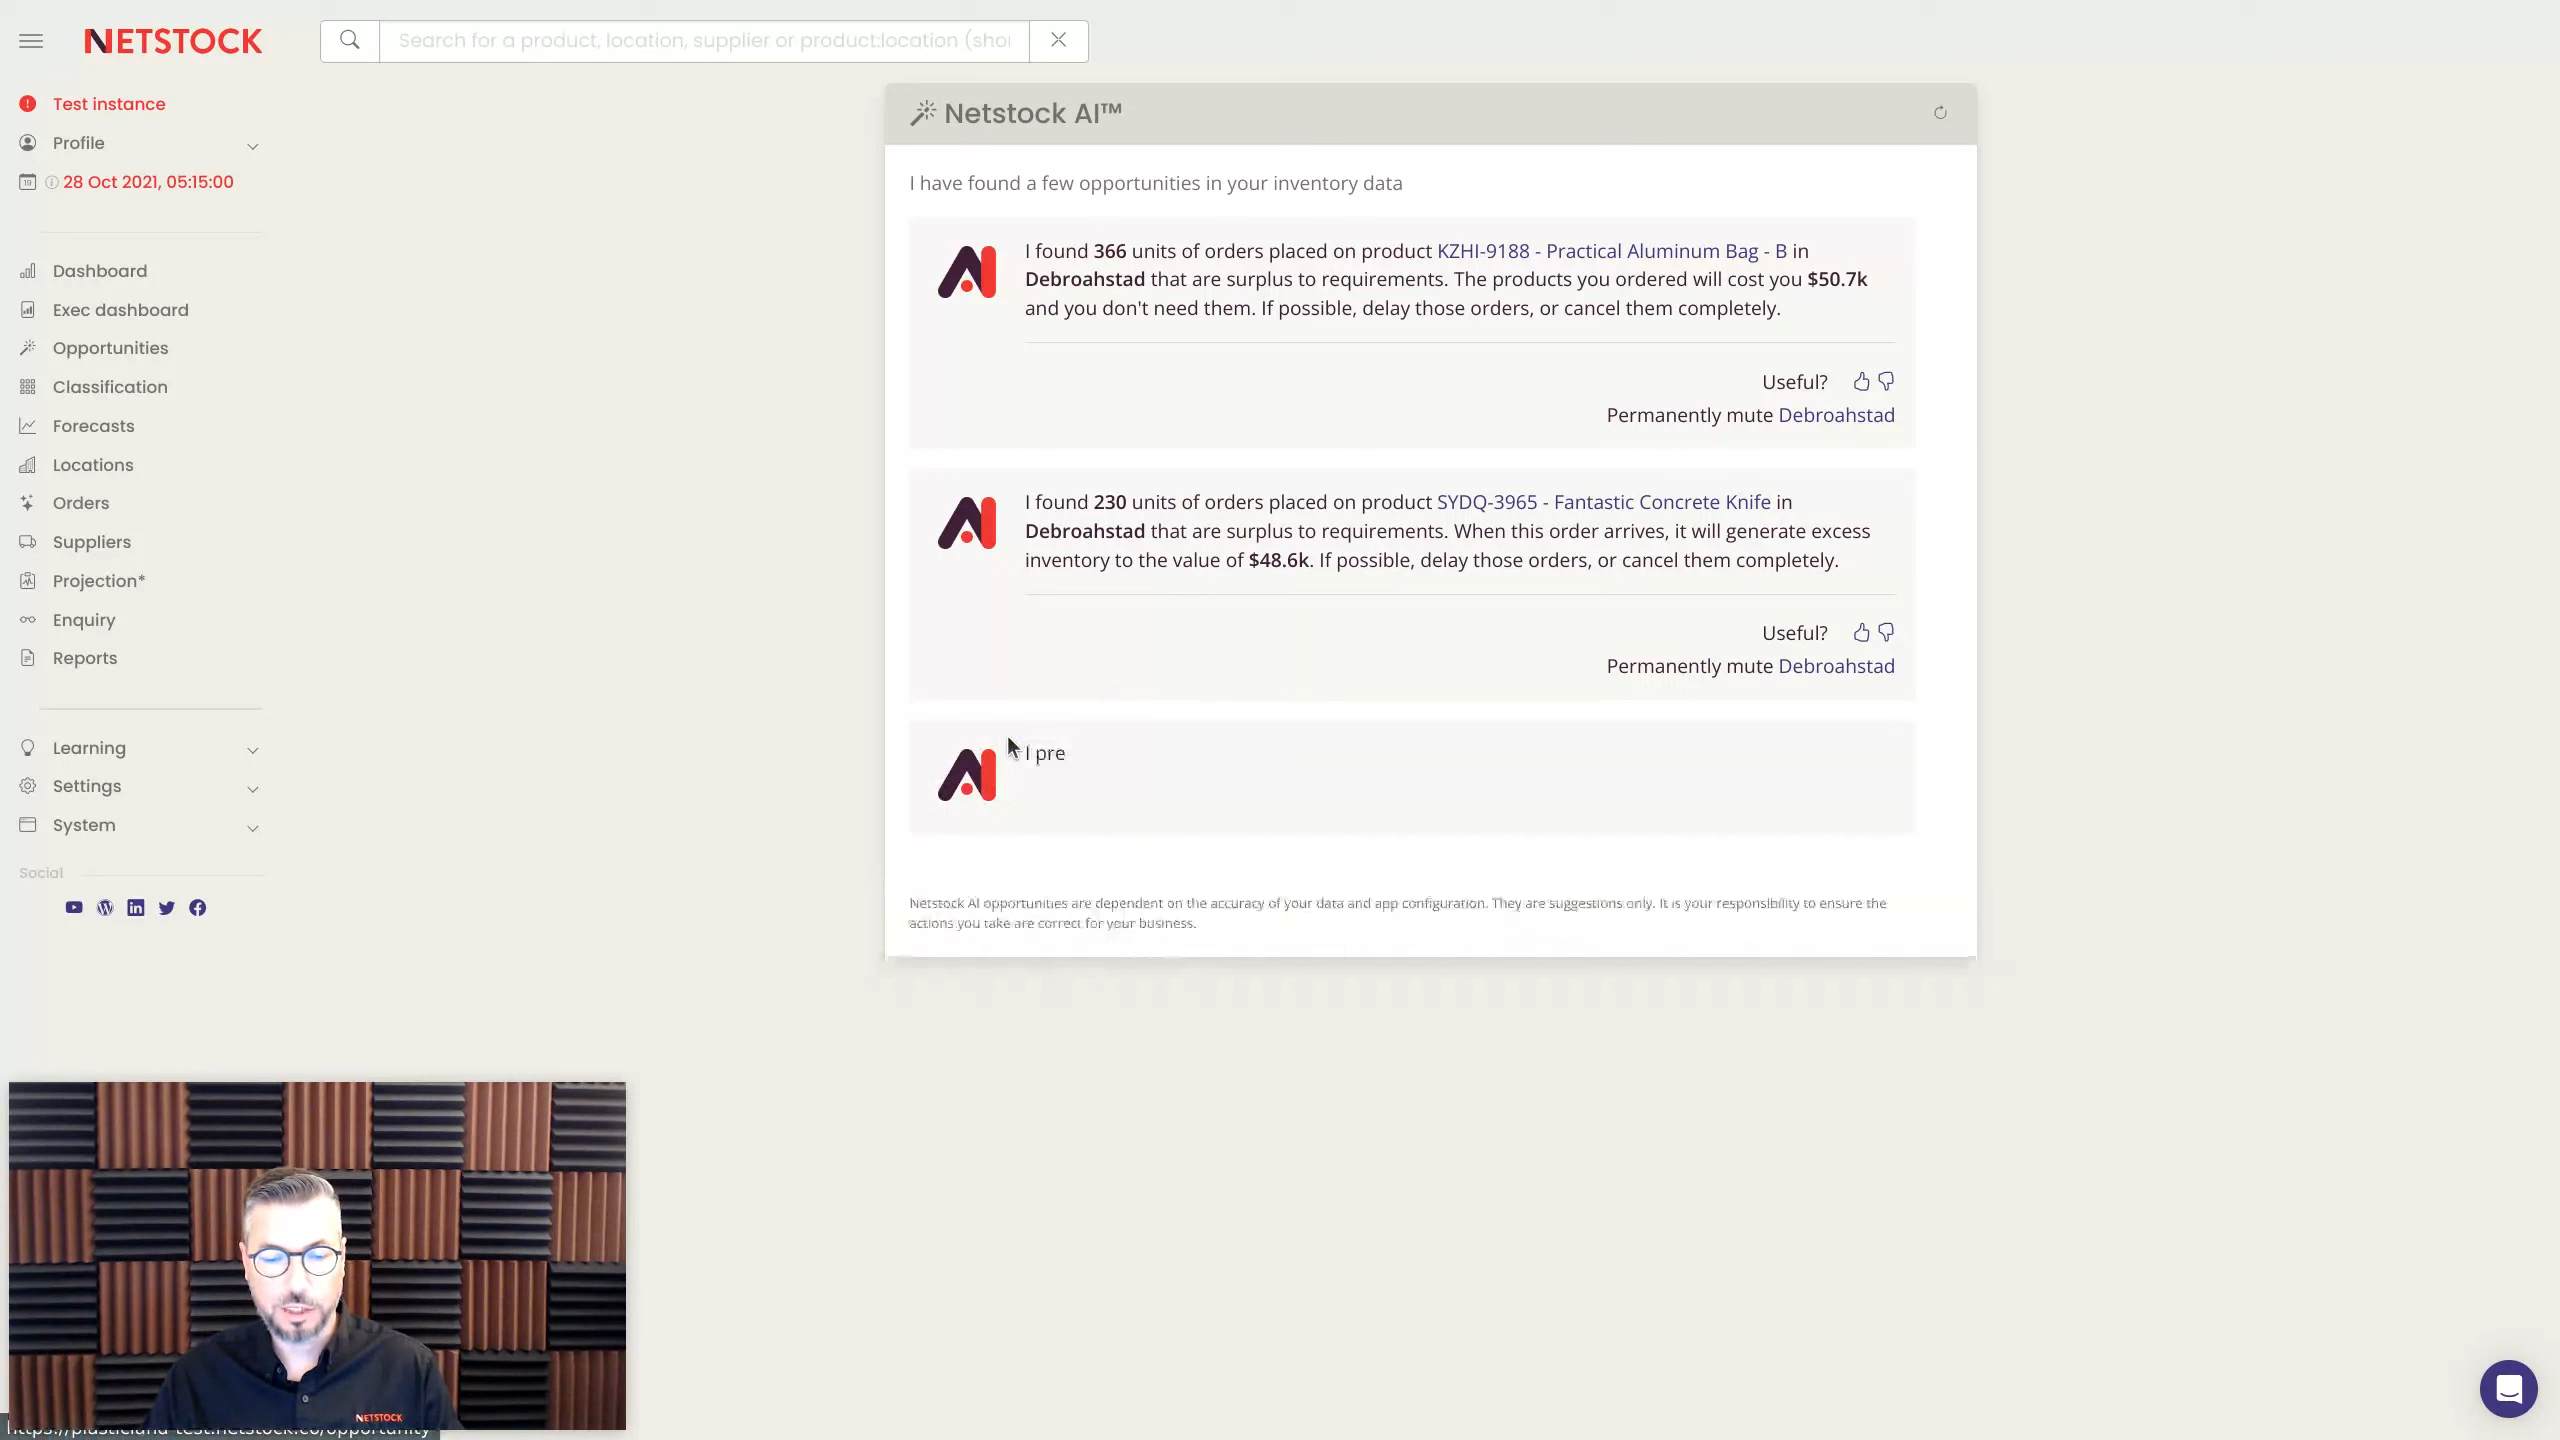 NETSTOCK
Search for a product, location, supplier or product:location (shor
Test instance
Profile
28 Oct 2021, 05:15:00
Dashboard
Exec dashboard
Opportunities
Classification
Forecasts
Locations
Orders
Suppliers
Projection*
Enquiry
Reports
Learning
Settings
System
Social
Netstock AI™
I have found a few opportunities in your inventory data
I found 366 units of orders placed on product KZHI-9188 - Practical Aluminum Bag - B in
Debroahstad that are surplus to requirements. The products you ordered will cost you $50.7k
and you don't need them. If possible, delay those orders, or cancel them completely.
Useful?
Permanently mute Debroahstad
I found 230 units of orders placed on product SYDQ-3965 - Fantastic Concrete Knife in
Debroahstad that are surplus to requirements. When this order arrives, it will generate excess
inventory to the value of $48.6k. If possible, delay those orders, or cancel them completely.
Useful?
Permanently mute Debroahstad
AI
I pre
Netstock AI opportunities are dependent on the accuracy of your data and app configuration. They are suggestions only. It is your responsibility to ensure the
actions you take are correct for your business.
NETSTOCK
https://plasticland-test.netstock.co/opportunity